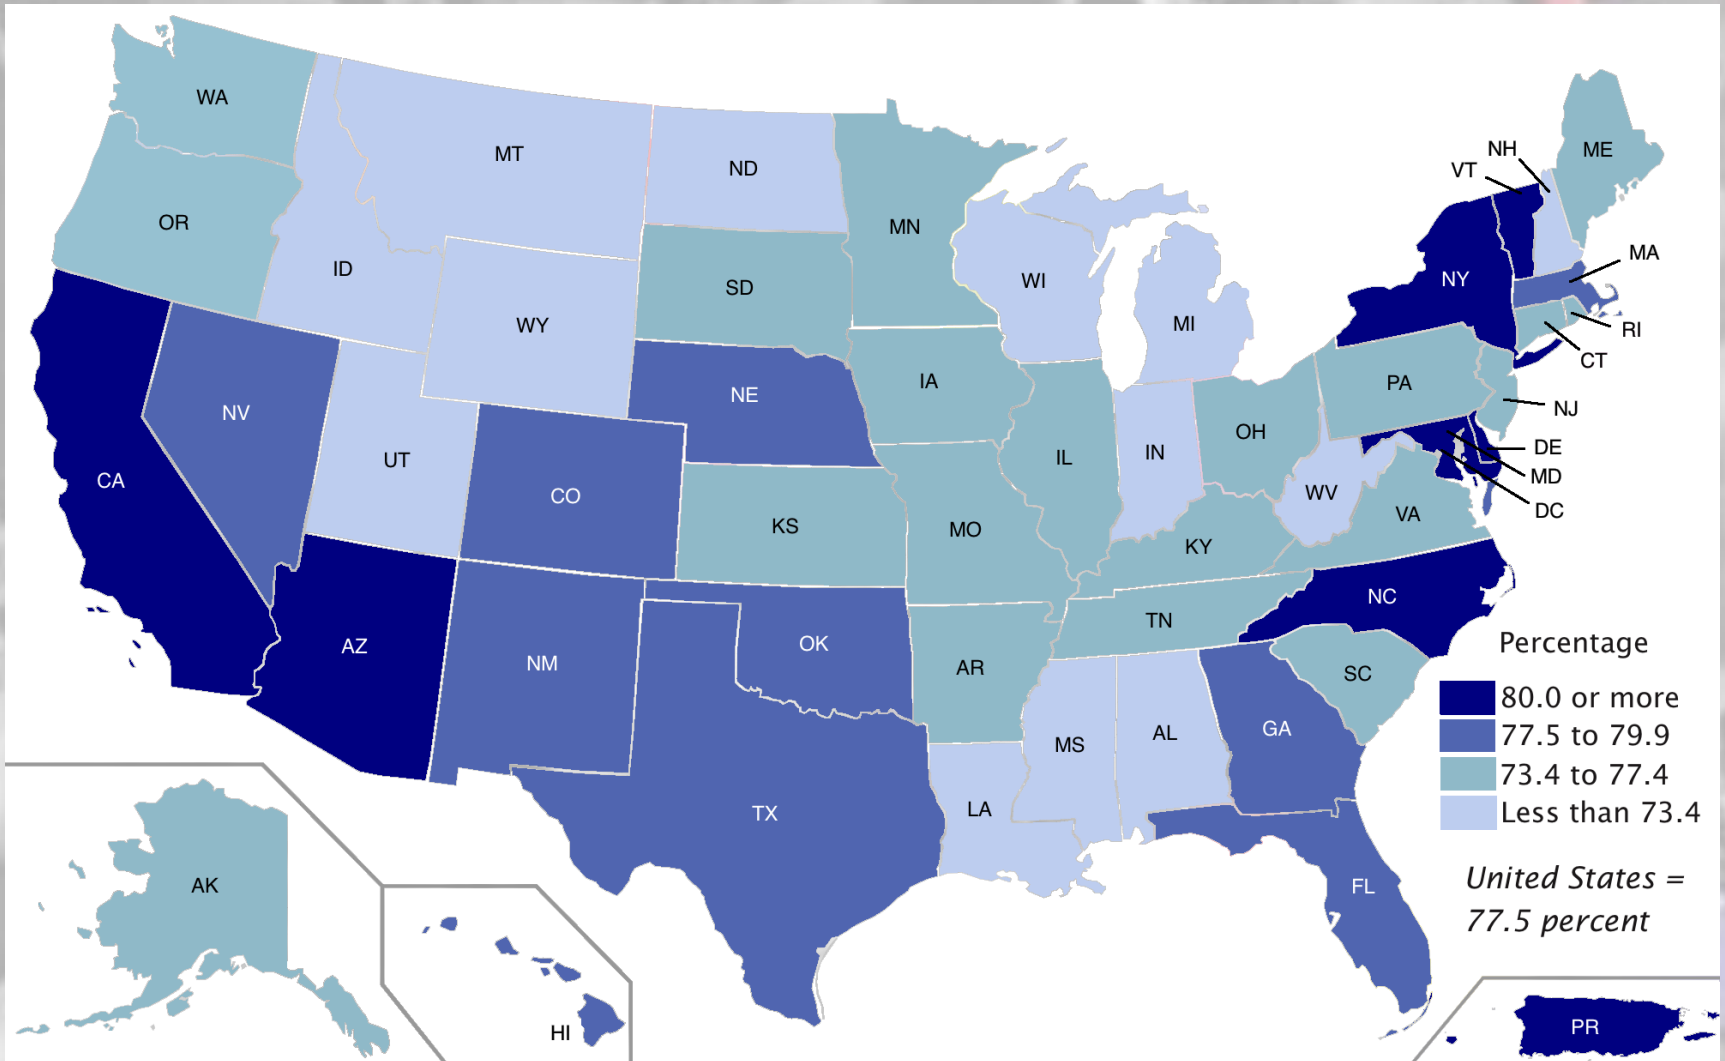 WA
MT
ND
OR
ID
MN
SD
WY
WI
MI
NH
VT
ME
NY
MA
RI
CT
NV
UT
NE
IA
PA
NJ
CA
CO
KS
MO
IL
IN
OH
WV
VA
DE
MD
DC
KY
AZ
NM
OK
AR
TN
NC
SC
TX
LA
MS
AL
GA
FL
AK
HI
PR
Percentage
80.0 or more
77.5 to 79.9
73.4 to 77.4
Less than 73.4
United States =
77.5 percent